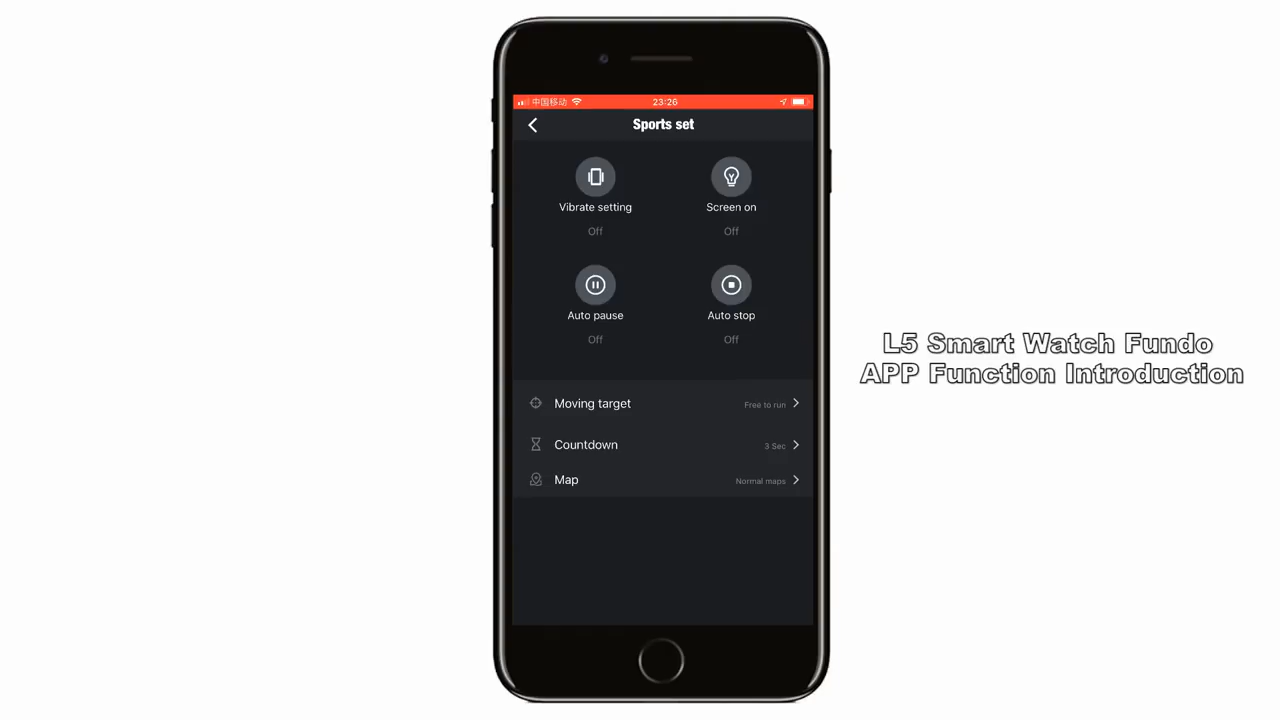 中国移动
23:26
Sports set
Vibrate setting
Screen on
Off
Off
Auto pause
Auto stop
Off
Off
Moving target
Free to run
Countdown
3 Sec
Map
Normal maps
L5 Smart Watch Fundo
APP Function Introduction